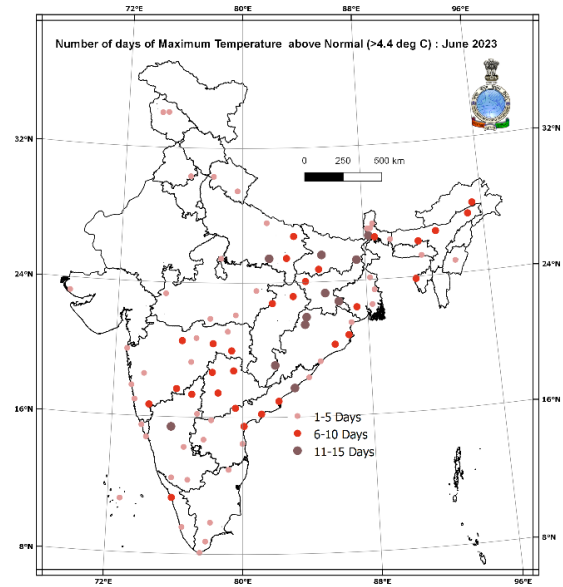 72°E 80°E 88°E 96°E
Number of days of Maximum Temperature above Normal (>4.4 deg C) : June 2023
32°N 32°N
0 250 500 km
24°N 24°N
16°N 16°N
1-5 Days
6-10 Days
11-15 Days
8°N 8°N
72°E 80°E 88°E 96°E